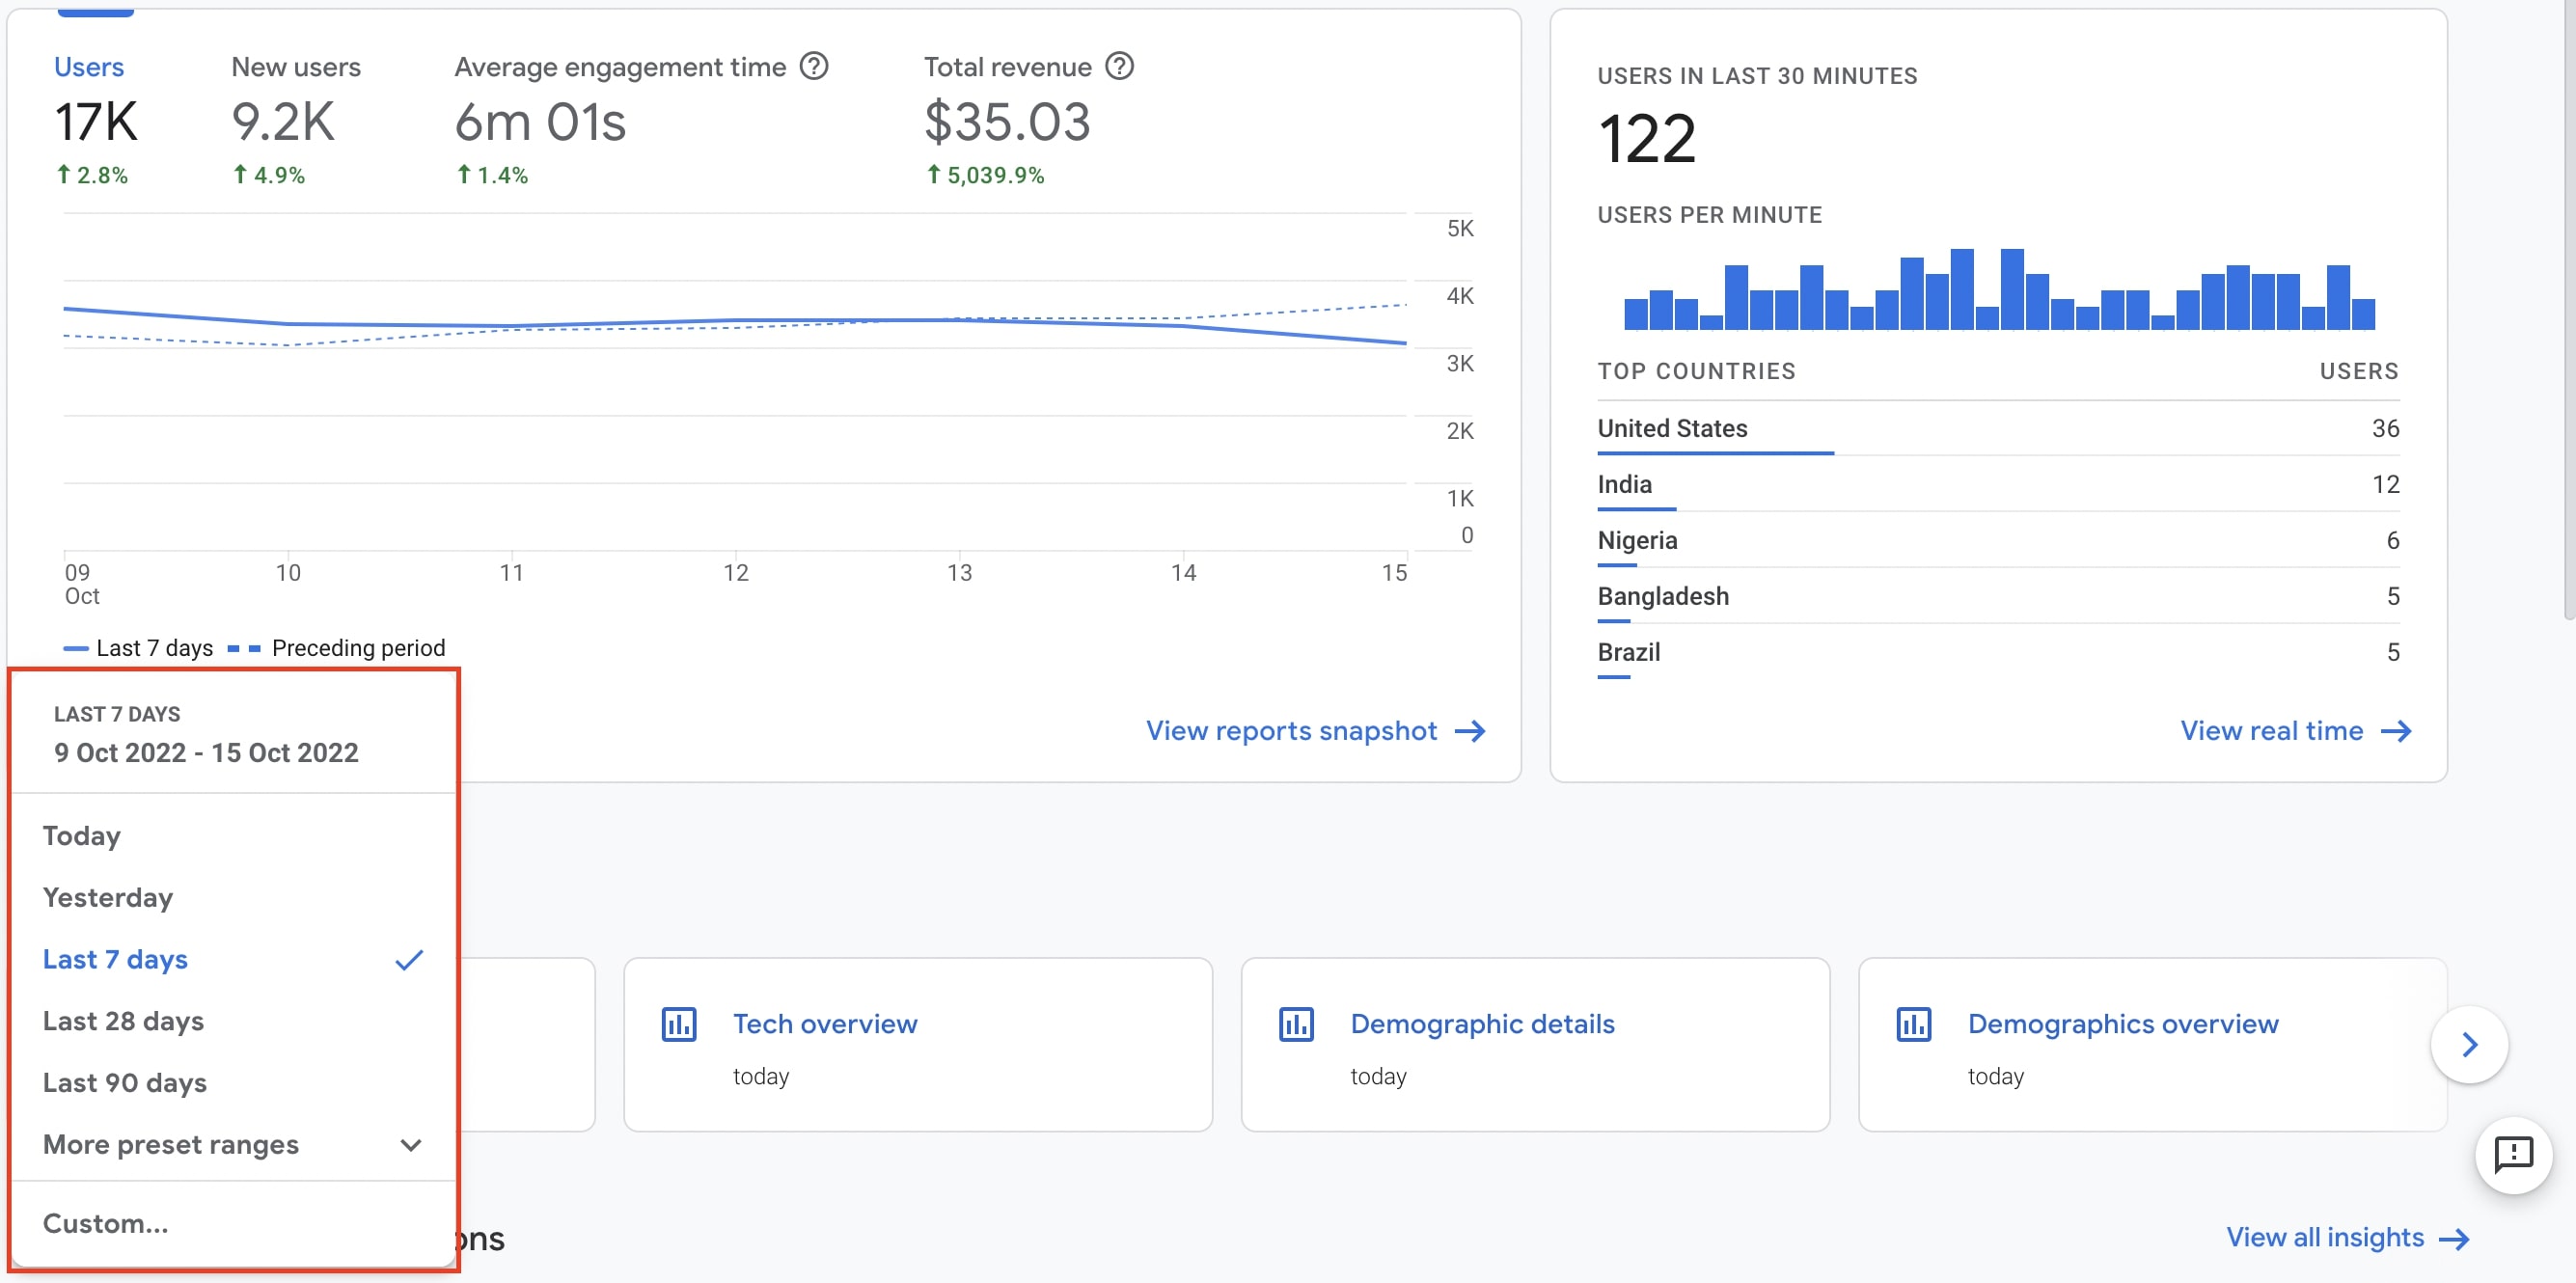 Users
17K
2.8%
New users
9.2K
4.9%
Average engagement time
6m 01s
1.4%
Total revenue
$35.03
5,039.9%
5K
4K
3K
2K
1K
0
09 10 11 12 13 14 15
Oct
Last 7 days Preceding period
View reports snapshot
USERS IN LAST 30 MINUTES
122
USERS PER MINUTE
TOP COUNTRIES USERS
United States 36
India 12
Nigeria 6
Bangladesh 5
Brazil 5
View real time
LAST 7 DAYS
9 Oct 2022 - 15 Oct 2022
Today
Yesterday
Last 7 days
Last 28 days
Last 90 days
More preset ranges
Custom...
Tech overview
today
Demographic details
today
Demographics overview
today
ons
View all insights